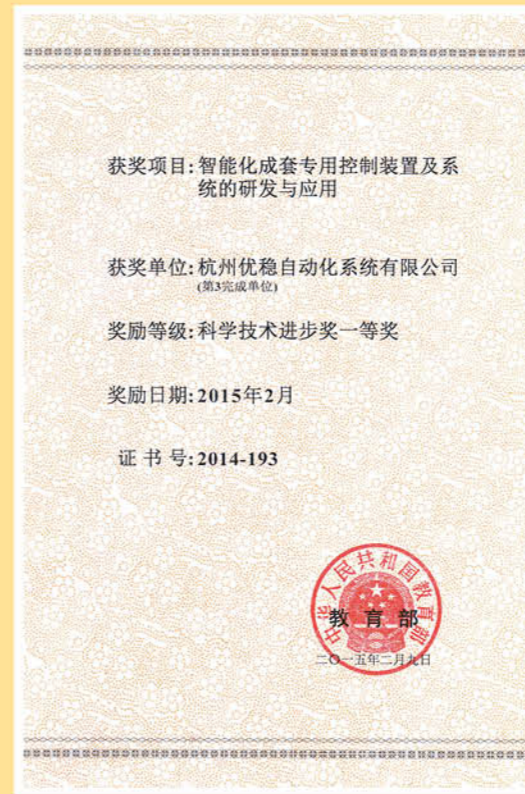 获奖项目:智能化成套专用控制装置及系
统的研发与应用
获奖单位:杭州优稳自动化系统有限公司
(第3完成单位)
奖励等级:科学技术进步奖一等奖
奖励日期:2015年2月
证 书 号:2014-193
中华人民共和国教育部
教 育 部
二〇一五年二月九日